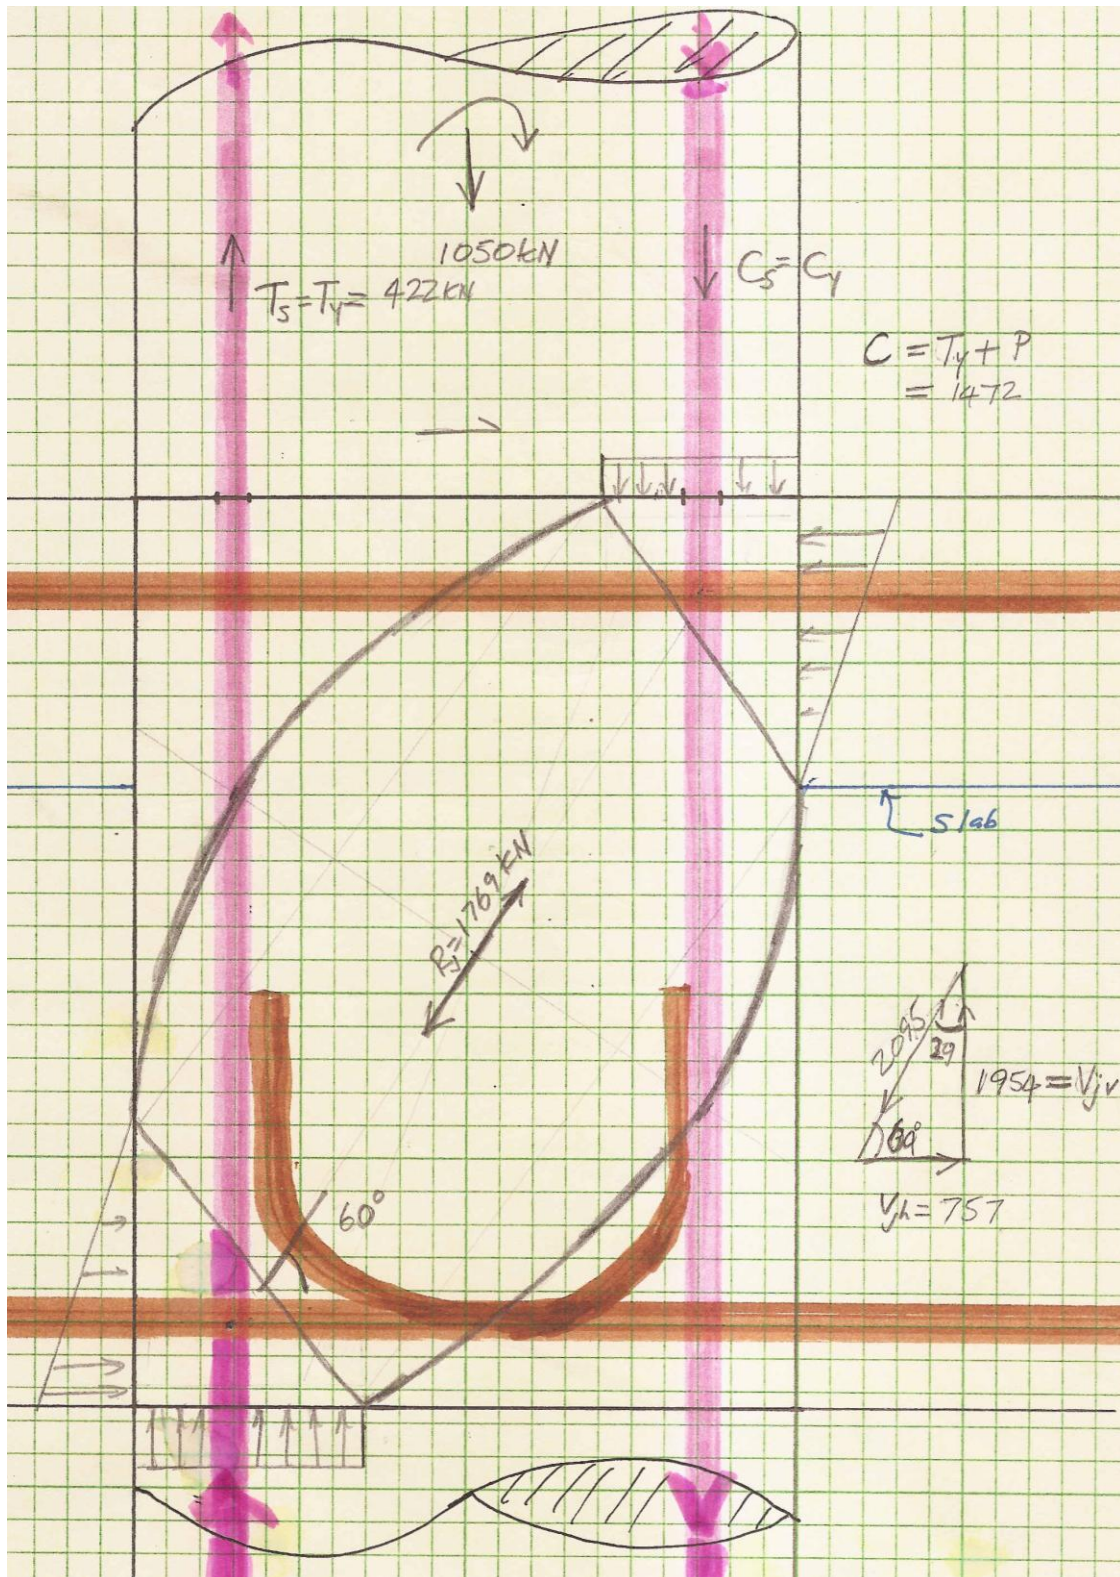 1050kN
Ts=Ty= 422KN
Cs= Cy
C = Ty + P
= 1472
Slab
Rj=1769kN
2095
29
1954=Vjv
60°
Vjh=757
60°